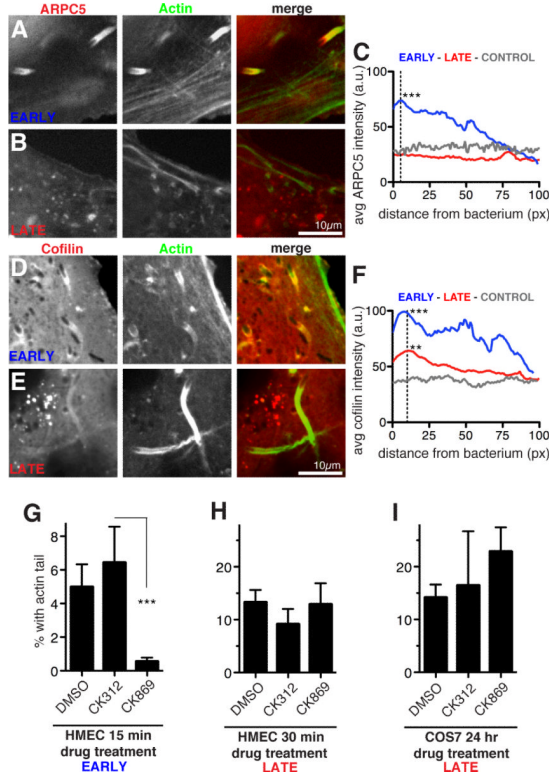 ARPC5 Actin merge
A
EARLY
B
LATE
10µm
C
EARLY - LATE - CONTROL
avg ARPC5 intensity (a.u.)
100
50
0
***
0 25 50 75 100
distance from bacterium (px)
Cofilin Actin merge
D
EARLY
E
LATE
10µm
F
EARLY - LATE - CONTROL
avg cofilin intensity (a.u.)
100
50
0
***
**
0 25 50 75 100
distance from bacterium (px)
G
% with actin tail
8
6
4
2
0
***
DMSO
CK312
CK869
HMEC 15 min
drug treatment
EARLY
H
20
10
0
DMSO
CK312
CK869
HMEC 30 min
drug treatment
LATE
I
20
10
0
DMSO
CK312
CK869
COS7 24 hr
drug treatment
LATE